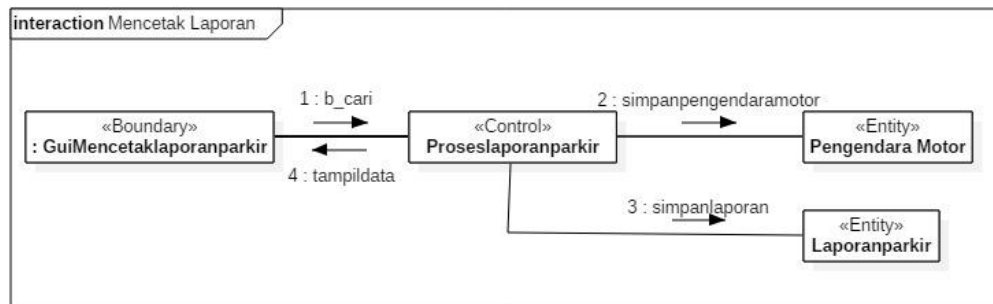 interaction Mencetak Laporan
1 : b_cari
2 : simpanpengendaramotor
«Boundary»
: GuiMencetaklaporanparkir
«Control»
Proseslaporanparkir
«Entity»
Pengendara Motor
4 : tampildata
3 : simpanlaporan
«Entity»
Laporanparkir